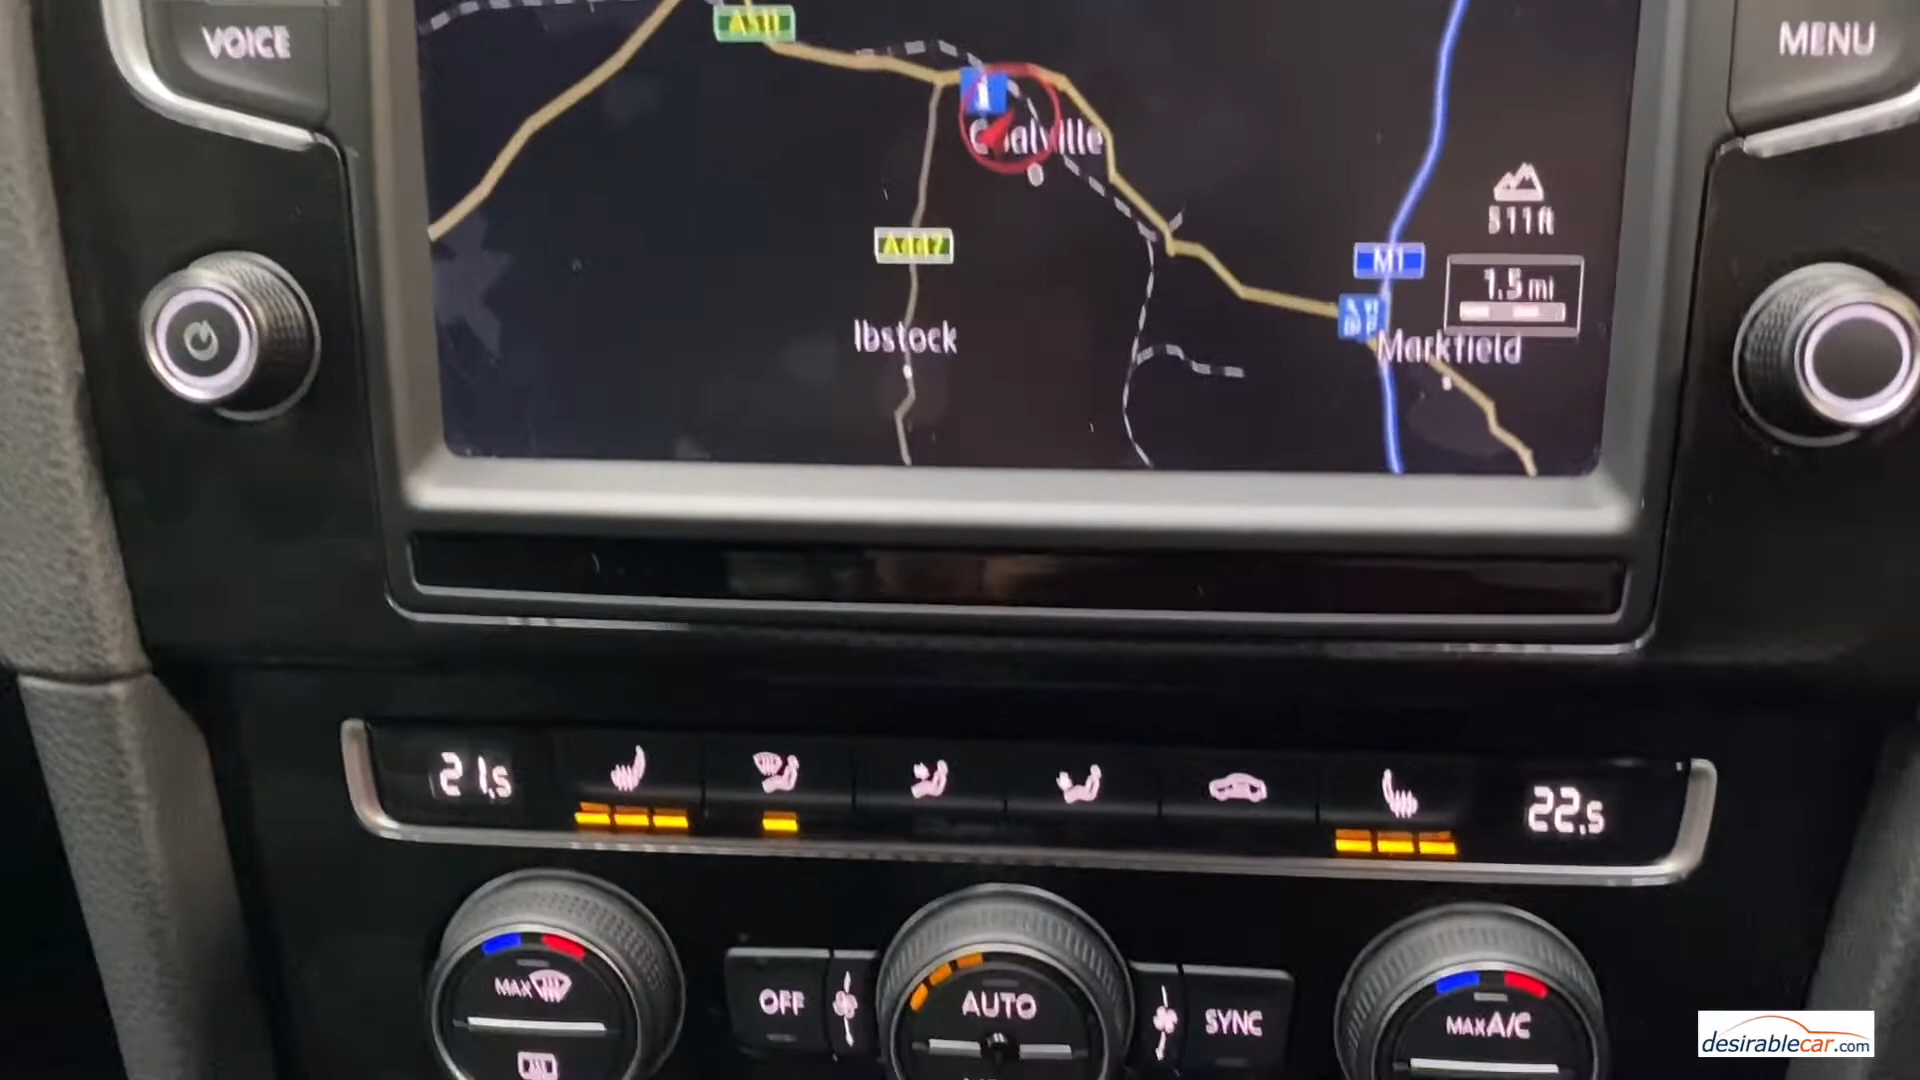 VOICE
MENU
A511
Coalville
511ft
A447
M1
1.5 mi
Ibstock
Markfield
21.5
22.5
MAX
OFF
AUTO
SYNC
MAX A/C
desirablecar.com